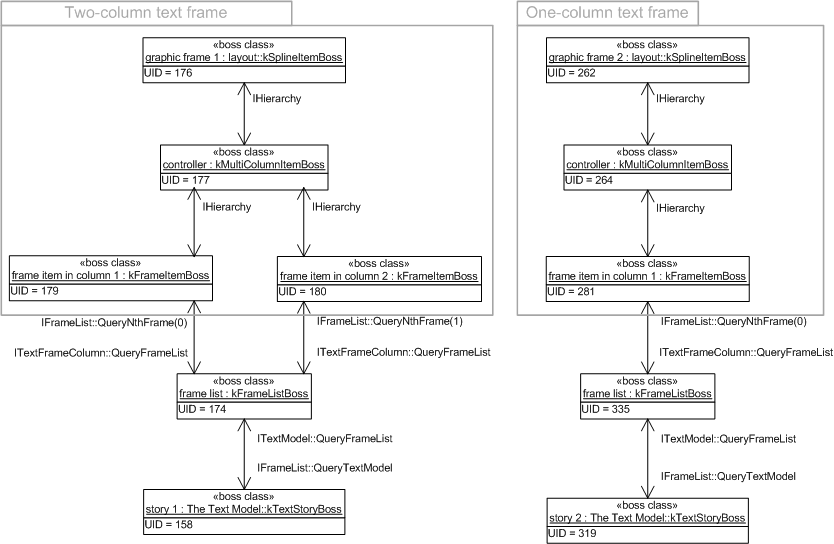 Two-column text frame
«boss class»
graphic frame 1 : layout::kSplineItemBoss
UID = 176
IHierarchy
«boss class»
controller : kMultiColumnItemBoss
UID = 177
IHierarchy
IHierarchy
«boss class»
frame item in column 1 : kFrameItemBoss
UID = 179
«boss class»
frame item in column 2 : kFrameItemBoss
UID = 180
IFrameList::QueryNthFrame(0)
IFrameList::QueryNthFrame(1)
ITextFrameColumn::QueryFrameList
ITextFrameColumn::QueryFrameList
«boss class»
frame list : kFrameListBoss
UID = 174
ITextModel::QueryFrameList
IFrameList::QueryTextModel
«boss class»
story 1 : The Text Model::kTextStoryBoss
UID = 158
One-column text frame
«boss class»
graphic frame 2 : layout::kSplineItemBoss
UID = 262
IHierarchy
«boss class»
controller : kMultiColumnItemBoss
UID = 264
IHierarchy
«boss class»
frame item in column 1 : kFrameItemBoss
UID = 281
IFrameList::QueryNthFrame(0)
ITextFrameColumn::QueryFrameList
«boss class»
frame list : kFrameListBoss
UID = 335
ITextModel::QueryFrameList
IFrameList::QueryTextModel
«boss class»
story 2 : The Text Model::kTextStoryBoss
UID = 319